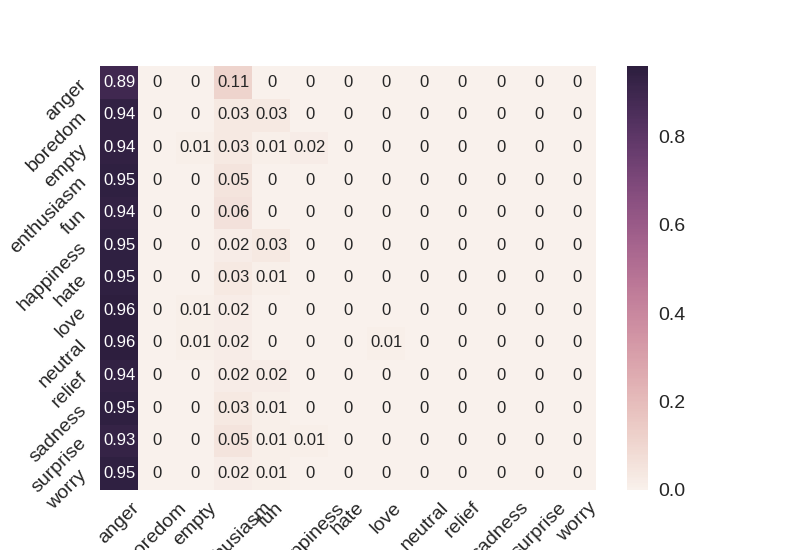 anger 0.89 0 0 0.11 0 0 0 0 0 0 0 0 0
boredom 0.94 0 0 0.03 0.03 0 0 0 0 0 0 0 0
empty 0.94 0 0.01 0.03 0.01 0.02 0 0 0 0 0 0 0
enthusiasm 0.95 0 0 0.05 0 0 0 0 0 0 0 0 0
fun 0.94 0 0 0.06 0 0 0 0 0 0 0 0 0
happiness 0.95 0 0 0.02 0.03 0 0 0 0 0 0 0 0
hate 0.95 0 0 0.03 0.01 0 0 0 0 0 0 0 0
love 0.96 0 0.01 0.02 0 0 0 0 0 0 0 0 0
neutral 0.96 0 0.01 0.02 0 0 0 0.01 0 0 0 0 0
relief 0.94 0 0 0.02 0.02 0 0 0 0 0 0 0 0
sadness 0.95 0 0 0.03 0.01 0 0 0 0 0 0 0 0
surprise 0.93 0 0 0.05 0.01 0.01 0 0 0 0 0 0 0
worry 0.95 0 0 0.02 0.01 0 0 0 0 0 0 0 0
anger oredom empty husiasm fun ppiness hate love neutral relief adness surprise worry
0.8
0.6
0.4
0.2
0.0